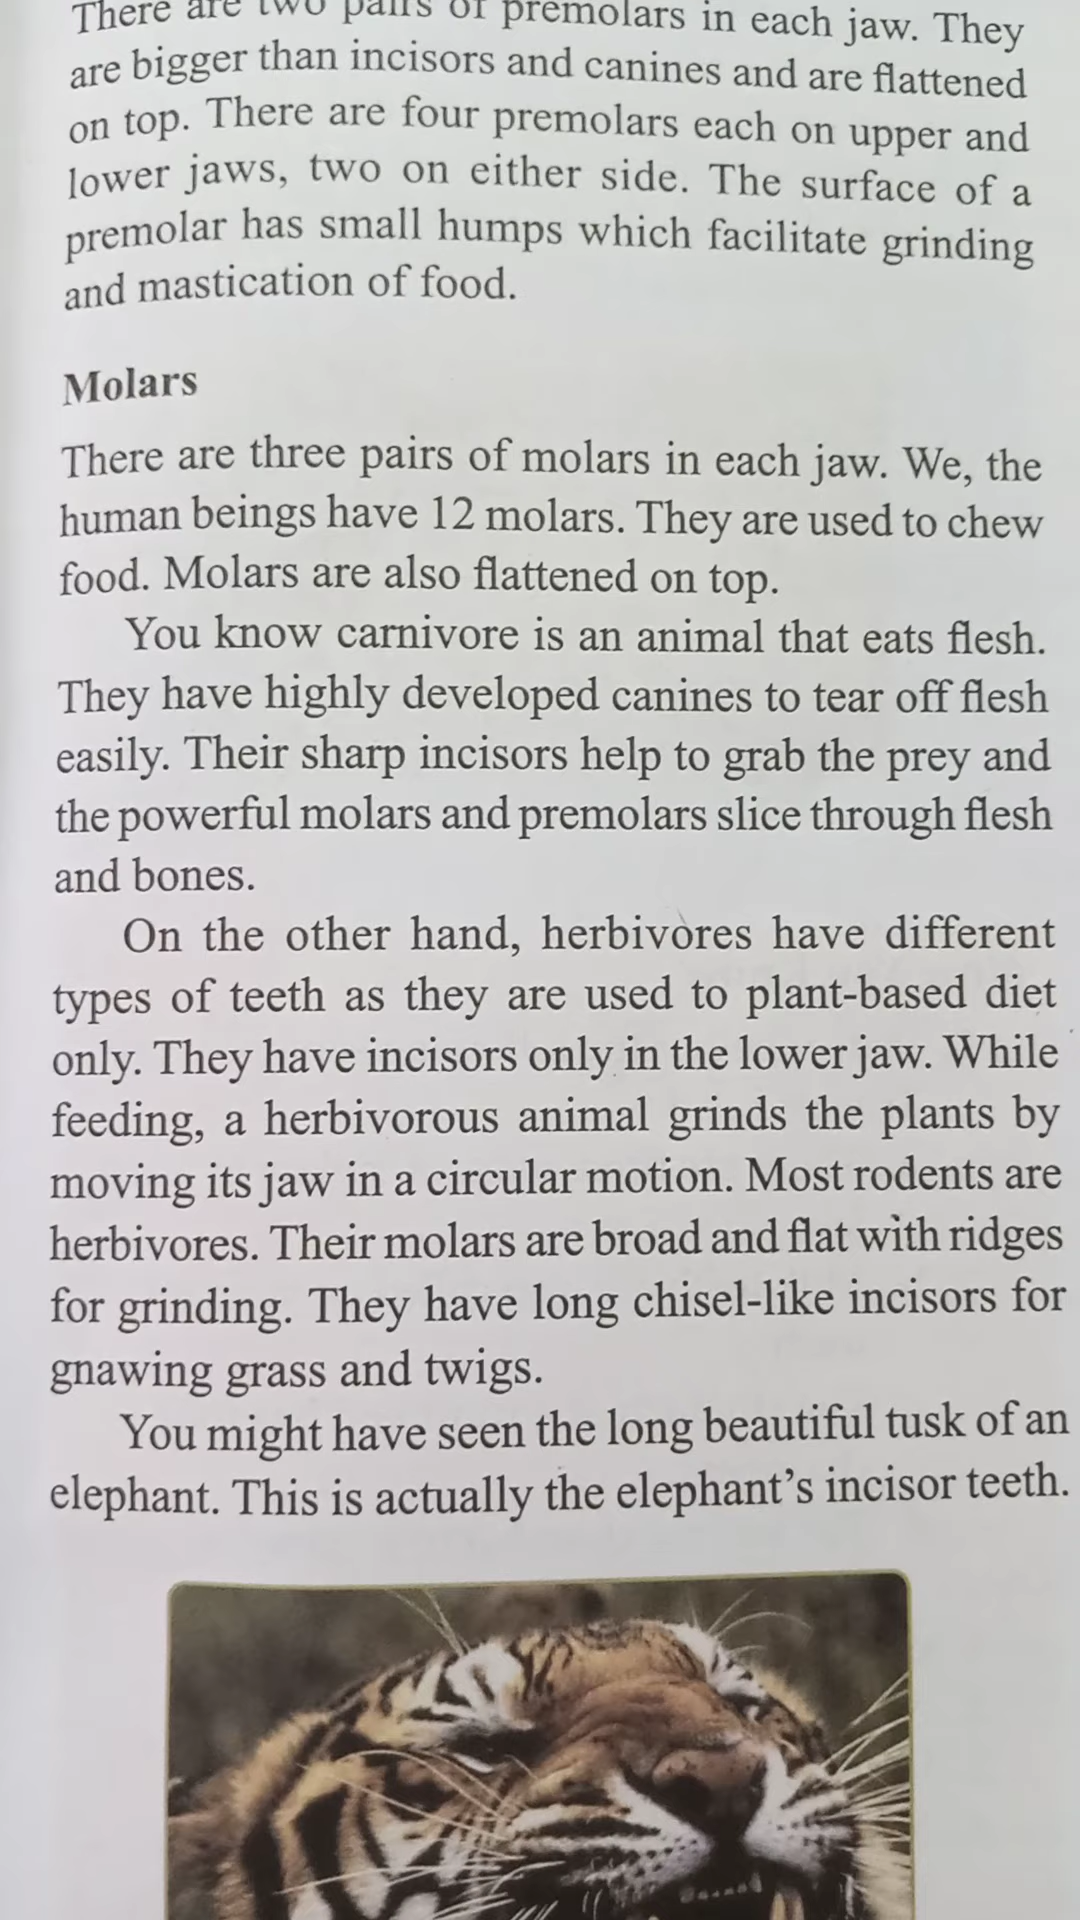 There are two pairs of premolars in each jaw. They
are bigger than incisors and canines and are flattened
on top. There are four premolars each on upper and
lower jaws, two on either side. The surface of a
premolar has small humps which facilitate grinding
and mastication of food.
Molars
There are three pairs of molars in each jaw. We, the
human beings have 12 molars. They are used to chew
food. Molars are also flattened on top.
You know carnivore is an animal that eats flesh.
They have highly developed canines to tear off flesh
easily. Their sharp incisors help to grab the prey and
the powerful molars and premolars slice through flesh
and bones.
On the other hand, herbivores have different
types of teeth as they are used to plant-based diet
only. They have incisors only in the lower jaw. While
feeding, a herbivorous animal grinds the plants by
moving its jaw in a circular motion. Most rodents are
herbivores. Their molars are broad and flat with ridges
for grinding. They have long chisel-like incisors for
gnawing grass and twigs.
You might have seen the long beautiful tusk of an
elephant. This is actually the elephant's incisor teeth.